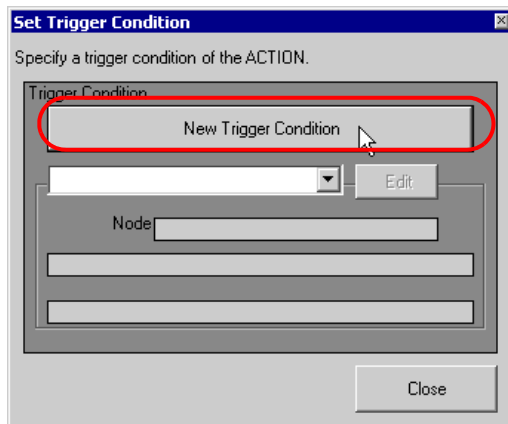 Set Trigger Condition
Specify a trigger condition of the ACTION.
Trigger Condition
New Trigger Condition
Edit
Node
Close